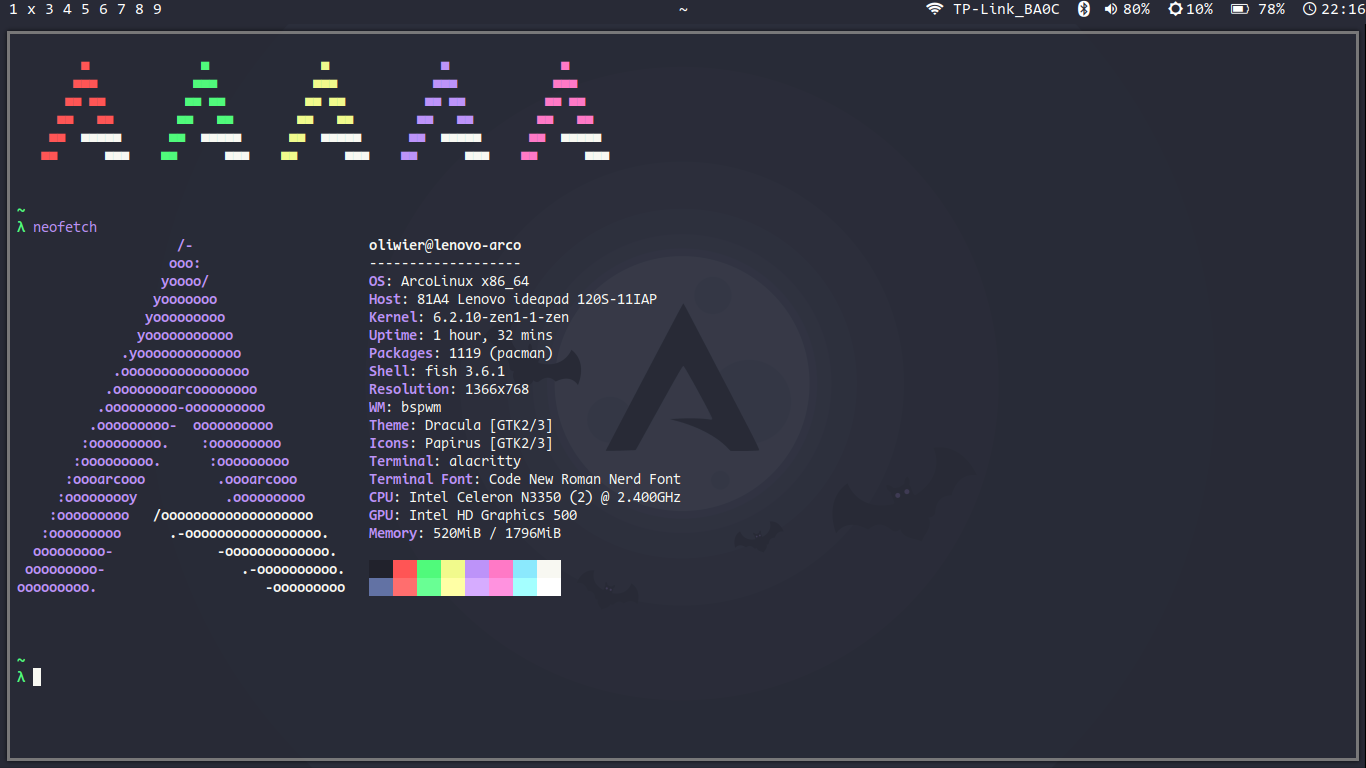 1 x 3 4 5 6 7 8 9 ~ TP-Link_BA0C 80% 10% 78% 22:16
~
λ neofetch
/-
ooo:
yoooo/
yooooooo
yooooooooo
yooooooooooo
.yooooooooooooo
.oooooooooooooooo
.oooooooarcoooooooo
.ooooooooo-oooooooooo
.ooooooooo-  oooooooooo
:ooooooooo.    :ooooooooo
:ooooooooo.      :ooooooooo
:oooarcooo         .oooarcooo
:ooooooooy           .ooooooooo
:ooooooooo   /ooooooooooooooooooo
:ooooooooo      .-ooooooooooooooooo.
ooooooooo-             -ooooooooooooo.
ooooooooo-                 .-oooooooooo.
ooooooooo.                     -ooooooooo
oliwier@lenovo-arco
-------------------
OS: ArcoLinux x86_64
Host: 81A4 Lenovo ideapad 120S-11IAP
Kernel: 6.2.10-zen1-1-zen
Uptime: 1 hour, 32 mins
Packages: 1119 (pacman)
Shell: fish 3.6.1
Resolution: 1366x768
WM: bspwm
Theme: Dracula [GTK2/3]
Icons: Papirus [GTK2/3]
Terminal: alacritty
Terminal Font: Code New Roman Nerd Font
CPU: Intel Celeron N3350 (2) @ 2.400GHz
GPU: Intel HD Graphics 500
Memory: 520MiB / 1796MiB
~
λ